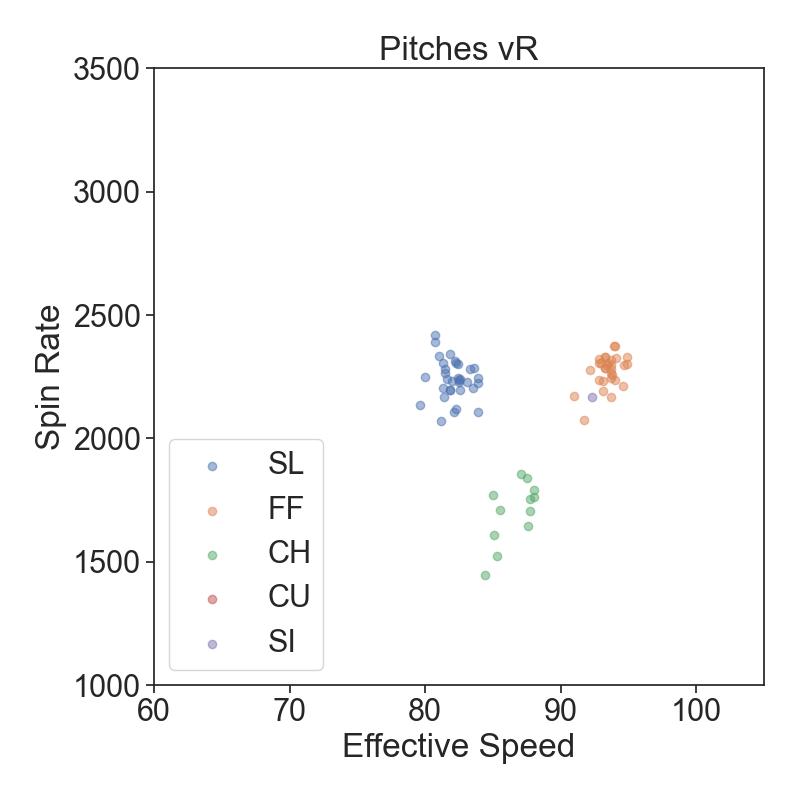 Pitches vR
3500
3000
2500
2000
1500
1000
Spin Rate
SL
FF
CH
CU
SI
60 70 80 90 100
Effective Speed